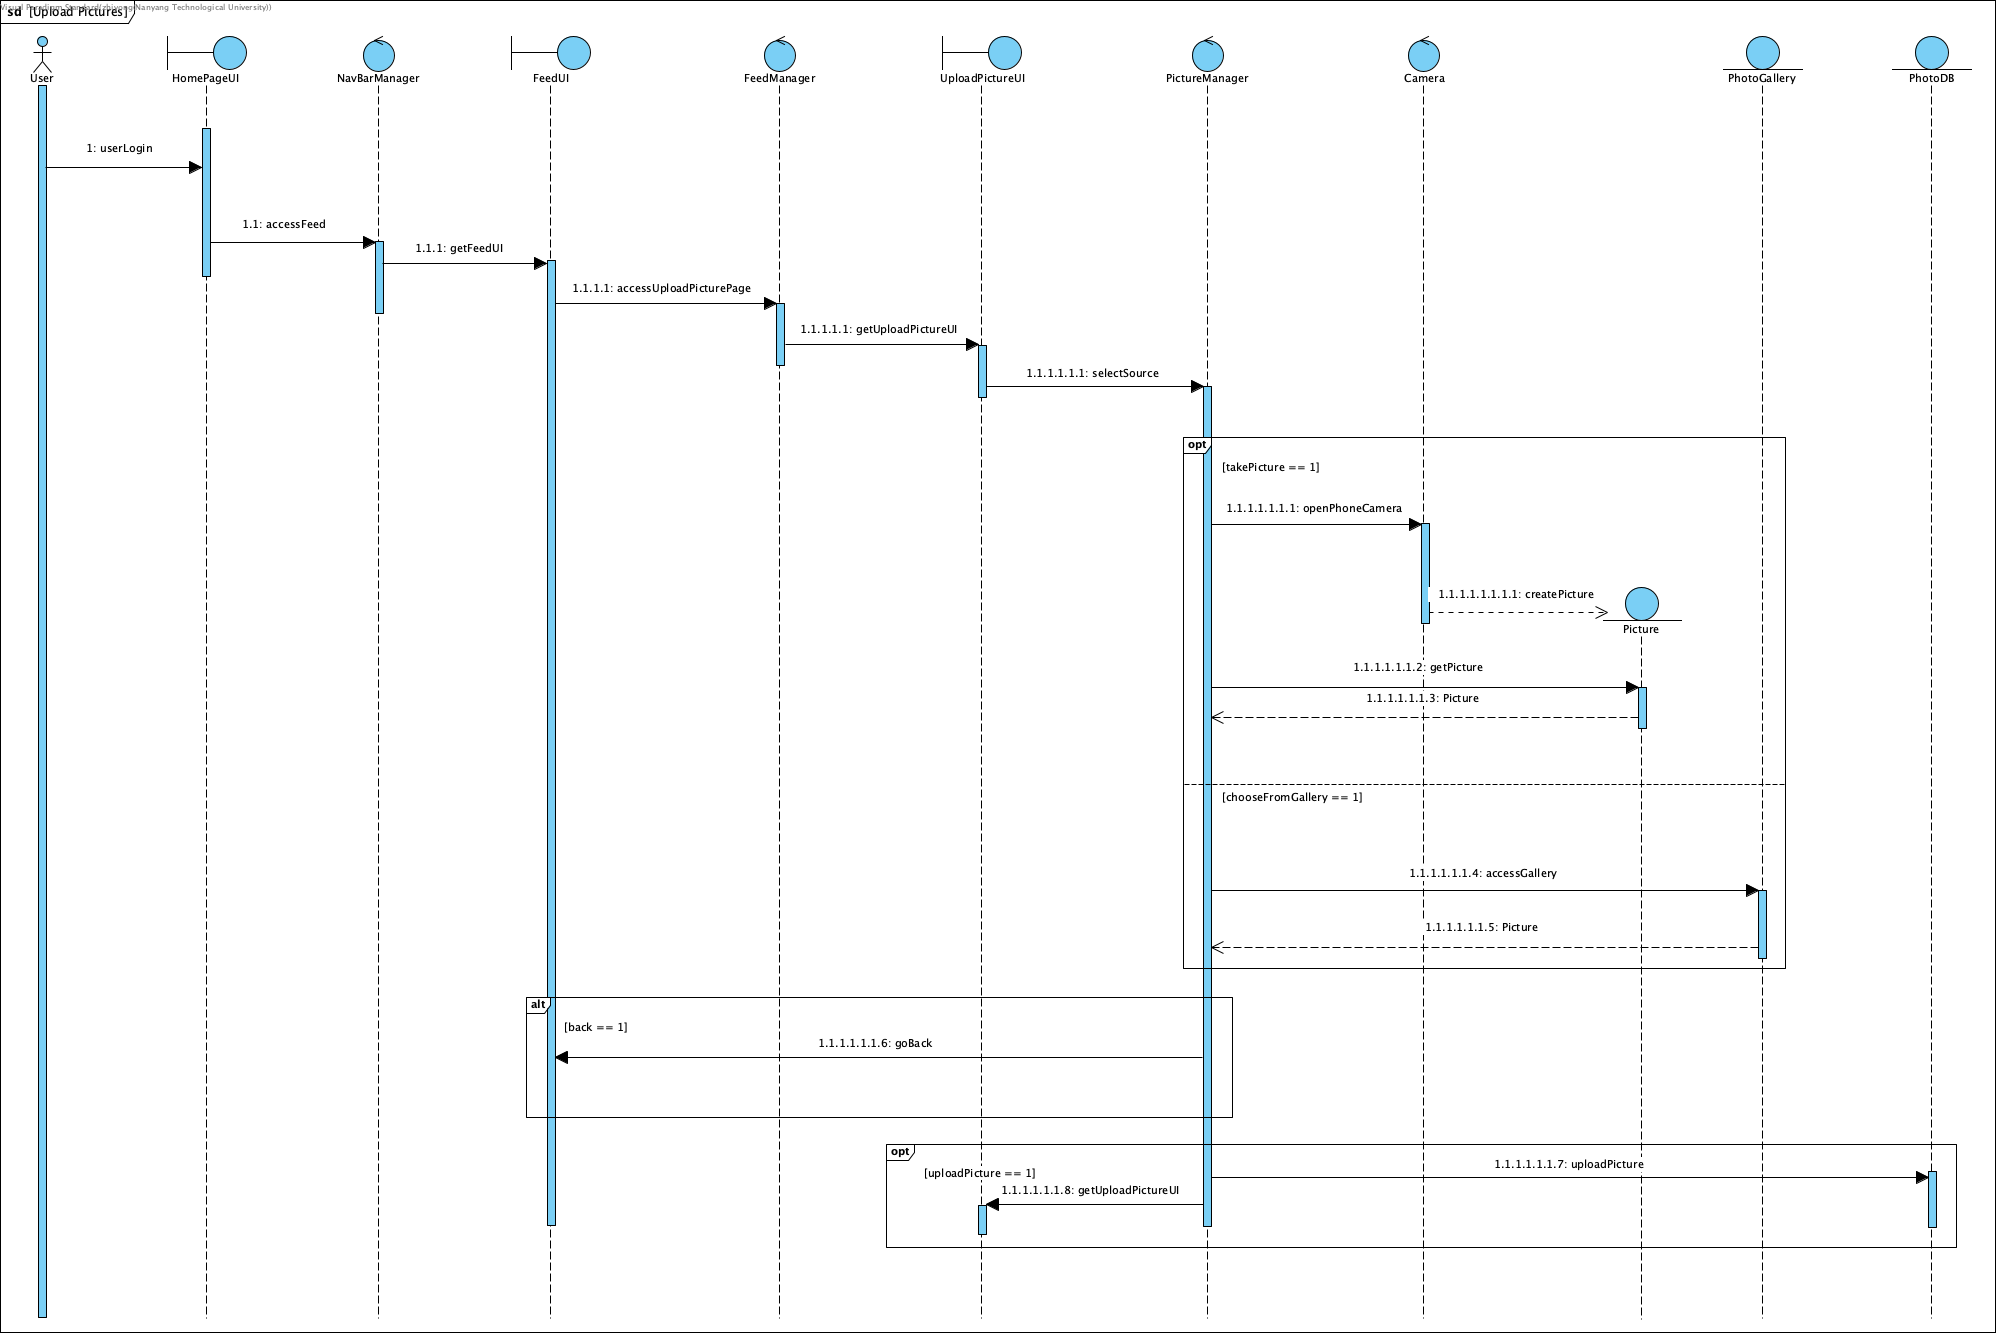 sd [Upload Pictures]
Visual Paradigm Standard(zhiyong(Nanyang Technological University))
User
HomePageUI
NavBarManager
FeedUI
FeedManager
UploadPictureUI
PictureManager
Camera
PhotoGallery
PhotoDB
1: userLogin
1.1: accessFeed
1.1.1: getFeedUI
1.1.1.1: accessUploadPicturePage
1.1.1.1.1: getUploadPictureUI
1.1.1.1.1.1: selectSource
opt
[takePicture == 1]
1.1.1.1.1.1.1: openPhoneCamera
1.1.1.1.1.1.1.1: createPicture
Picture
1.1.1.1.1.1.2: getPicture
1.1.1.1.1.1.3: Picture
[chooseFromGallery == 1]
1.1.1.1.1.1.4: accessGallery
1.1.1.1.1.1.5: Picture
alt
[back == 1]
1.1.1.1.1.1.6: goBack
opt
[uploadPicture == 1]
1.1.1.1.1.1.7: uploadPicture
1.1.1.1.1.1.8: getUploadPictureUI